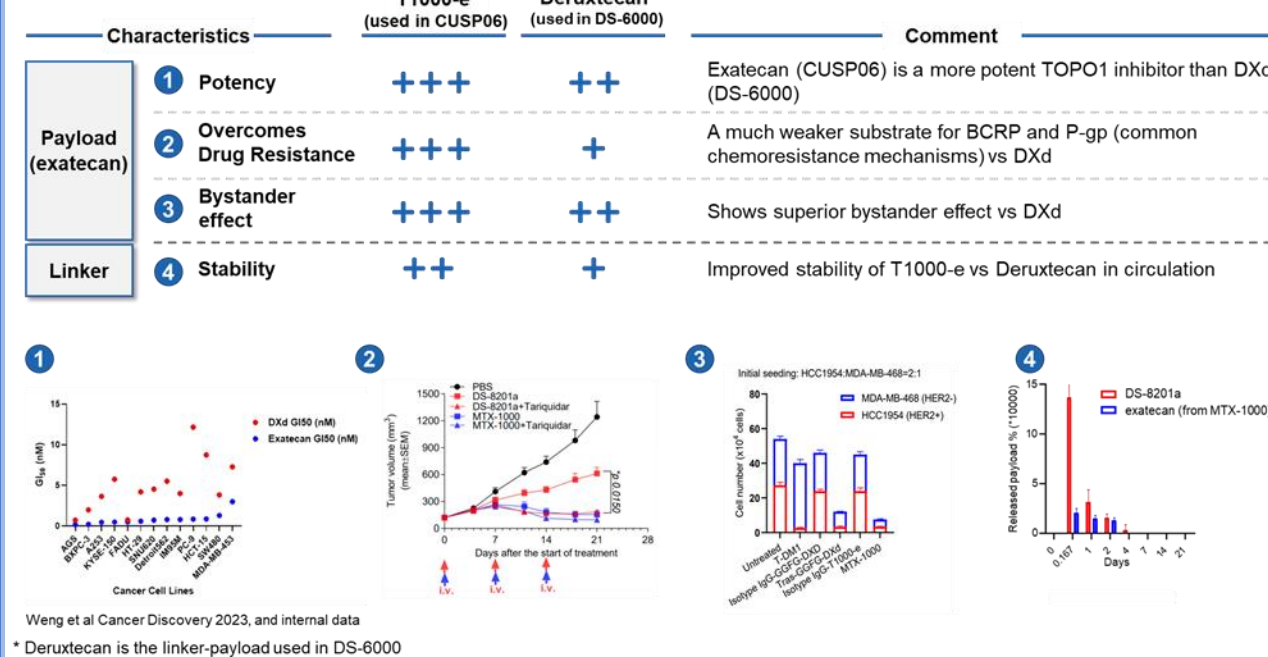 T1000-e
Deruxtecan*
(used in CUSP06)
(used in DS-6000)
Characteristics
Comment
Payload
(exatecan)
1
Potency
+++
++
Exatecan (CUSP06) is a more potent TOPO1 inhibitor than DXd
(DS-6000)
2
Overcomes
Drug Resistance
+++
+
A much weaker substrate for BCRP and P-gp (common
chemoresistance mechanisms) vs DXd
3
Bystander
effect
+++
++
Shows superior bystander effect vs DXd
Linker
4
Stability
++
+
Improved stability of T1000-e vs Deruxtecan in circulation
1
GI50 (nM)
15
10
5
0
DXd GI50 (nM)
Exatecan GI50 (nM)
AGS
BXPC-3
A253
KYSE-150
FADU
HT-29
SNU620
Detroit562
IM95M
PC-9
HCT-15
SW480
MDA-MB-453
Cancer Cell Lines
2
PBS
DS-8201a
DS-8201a+Tariquidar
MTX-1000
MTX-1000+Tariquidar
Tumor volume (mm3)
(mean±SEM)
1500
1200
900
600
300
0
*p 0.0150
0
7
14
21
28
Days after the start of treatment
i.v.
i.v.
i.v.
3
Initial seeding: HCC1954:MDA-MB-468=2:1
MDA-MB-468 (HER2-)
HCC1954 (HER2+)
Cell number (x10⁴ cells)
80
60
40
20
0
Untreated
T-DM1
Isotype IgG-GGFG-DXD
Tras-GGFG-DXd
Isotype IgG-T1000-e
MTX-1000
4
DS-8201a
exatecan (from MTX-1000)
Released payload % (*10000)
15
10
5
0
0
0.167
1
2
4
7
14
21
Days
Weng et al Cancer Discovery 2023, and internal data
* Deruxtecan is the linker-payload used in DS-6000